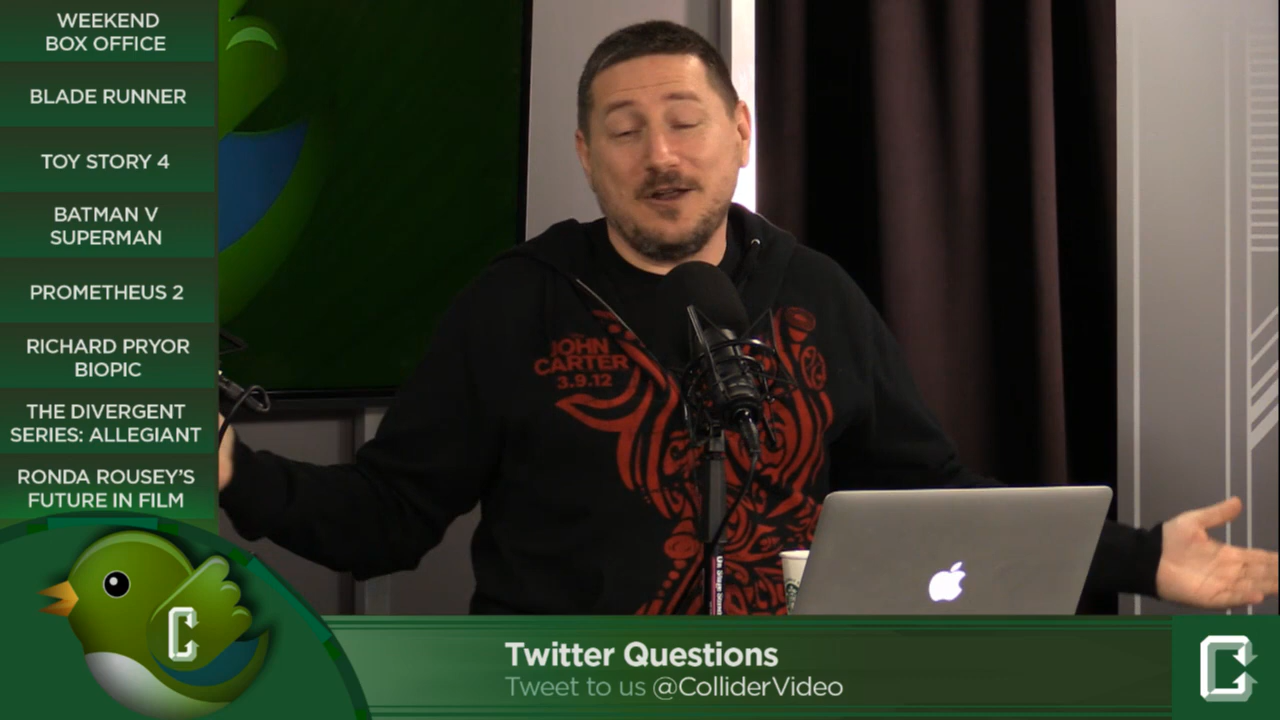 WEEKEND
BOX OFFICE
BLADE RUNNER
TOY STORY 4
BATMAN V
SUPERMAN
PROMETHEUS 2
RICHARD PRYOR
BIOPIC
THE DIVERGENT
SERIES: ALLEGIANT
RONDA ROUSEY'S
FUTURE IN FILM
JOHN
CARTER
3.9.12
Twitter Questions
Tweet to us @ColliderVideo